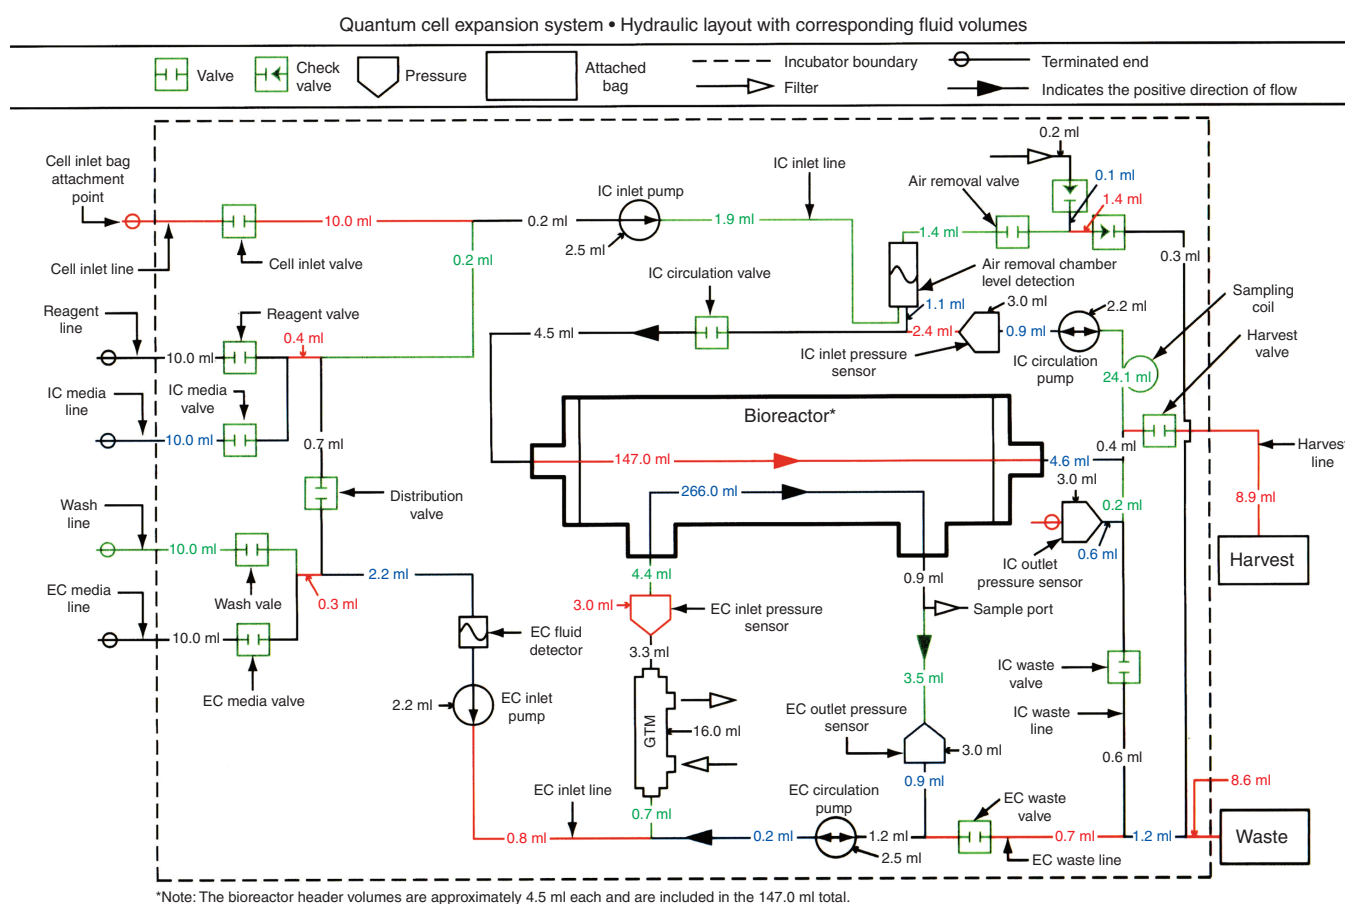 Quantum cell expansion system • Hydraulic layout with corresponding fluid volumes
Valve
Check
valve
Pressure
Attached
bag
Incubator boundary
Filter
Terminated end
Indicates the positive direction of flow
Cell inlet bag
attachment
point
10.0 ml
Cell inlet line
Cell inlet valve
0.2 ml
0.2 ml
IC inlet pump
2.5 ml
1.9 ml
IC inlet line
Air removal valve
0.2 ml
0.1 ml
1.4 ml
1.4 ml
0.3 ml
Air removal chamber
level detection
1.1 ml
3.0 ml
2.4 ml
0.9 ml
2.2 ml
IC inlet pressure
sensor
IC circulation
pump
Sampling
coil
Harvest
valve
24.1 ml
IC circulation valve
4.5 ml
Reagent
line
Reagent valve
0.4 ml
10.0 ml
IC media
line
IC media
valve
10.0 ml
0.7 ml
Distribution
valve
Wash
line
10.0 ml
Wash vale
EC media
line
10.0 ml
EC media valve
0.3 ml
2.2 ml
EC fluid
detector
2.2 ml
EC inlet
pump
Bioreactor*
147.0 ml
266.0 ml
4.6 ml
0.4 ml
Harvest
line
8.9 ml
Harvest
3.0 ml
0.2 ml
0.6 ml
IC outlet
pressure sensor
4.4 ml
3.0 ml
EC inlet pressure
sensor
3.3 ml
GTM
16.0 ml
0.7 ml
0.9 ml
Sample port
3.5 ml
EC outlet pressure
sensor
3.0 ml
0.9 ml
IC waste
valve
IC waste
line
0.6 ml
EC inlet line
0.8 ml
EC circulation
pump
0.2 ml
1.2 ml
2.5 ml
EC waste
valve
0.7 ml
EC waste line
1.2 ml
8.6 ml
Waste
*Note: The bioreactor header volumes are approximately 4.5 ml each and are included in the 147.0 ml total.